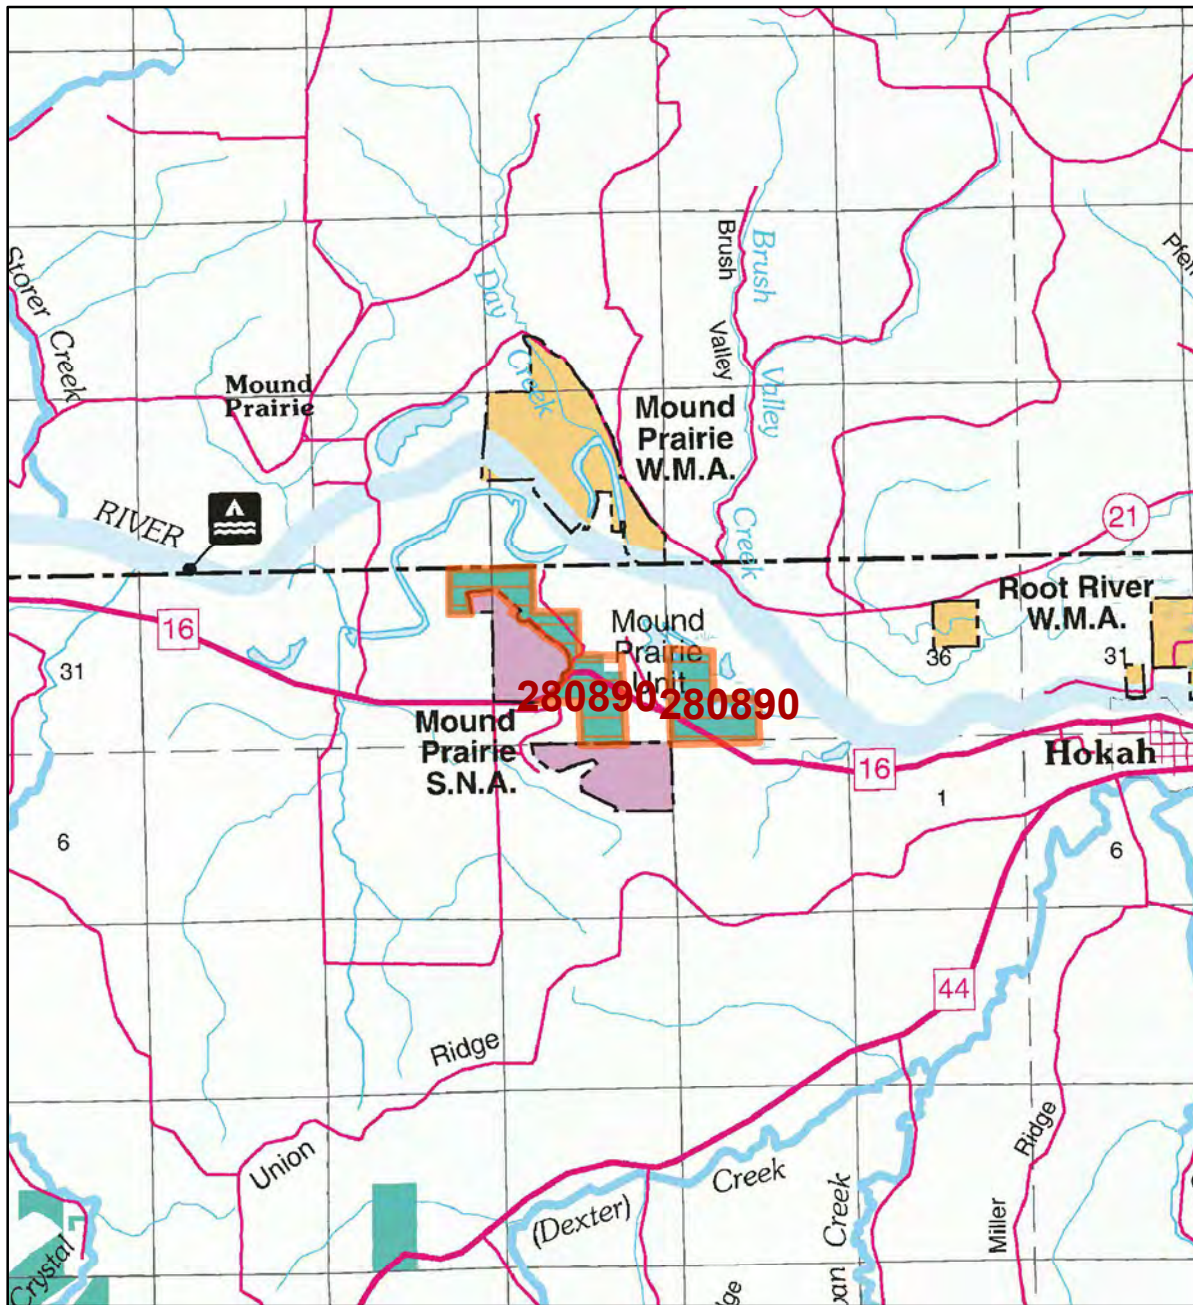 Brush
Valley
Brush
Valley
Creek
Pfen
Storer
Creek
Day
Creek
Mound
Prairie
Mound
Prairie
W.M.A.
RIVER
21
Root River
W.M.A.
16
Mound
Prairie
Unit
36
31
31
280890
280890
Mound
Prairie
S.N.A.
16
Hokah
1
6
6
44
Ridge
Union
Ridge
Miller
Creek
(Dexter)
Creek
Crystal